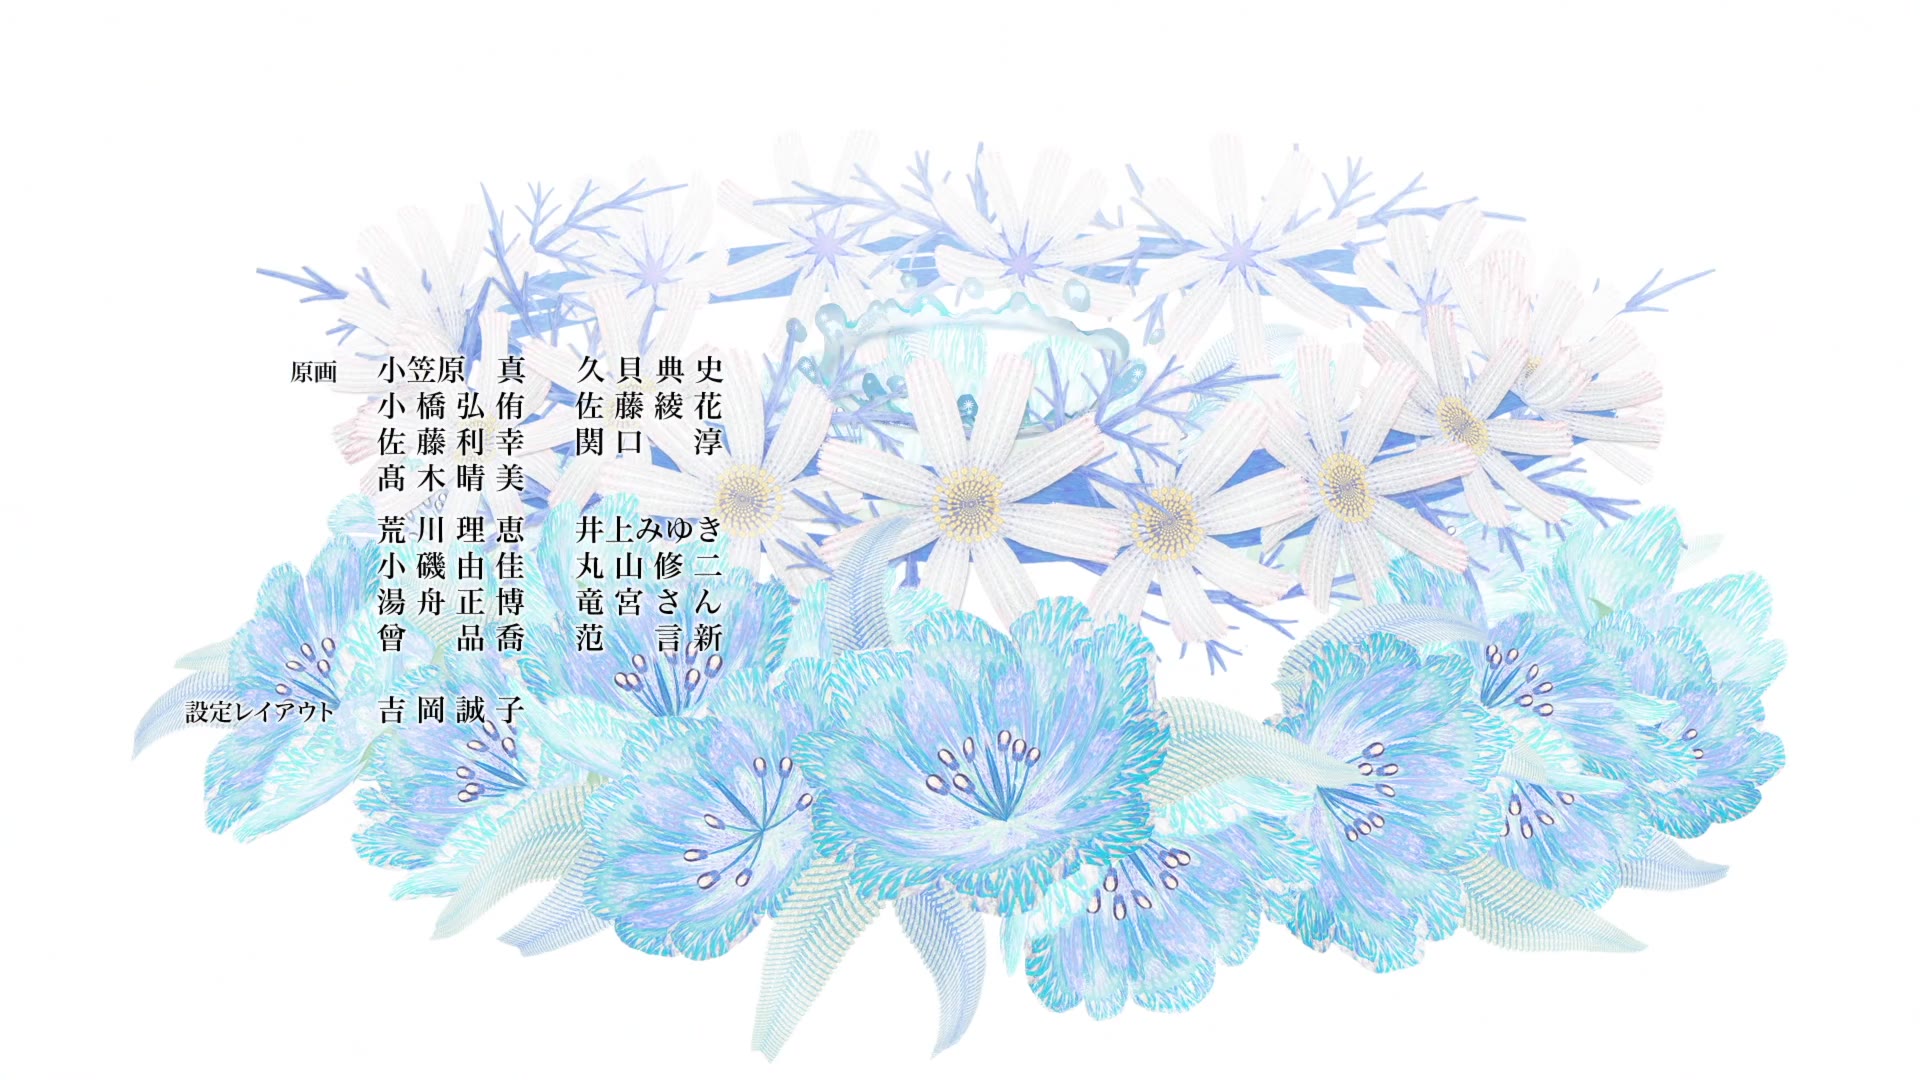 原画 小笠原 真 久貝典史
小橋弘侑 佐藤綾花
佐藤利幸 関口 淳
髙木晴美
荒川理恵 井上みゆき
小磯由佳 丸山修二
湯舟正博 竜宮さん
曾 品喬 范 言新
設定レイアウト 吉岡誠子